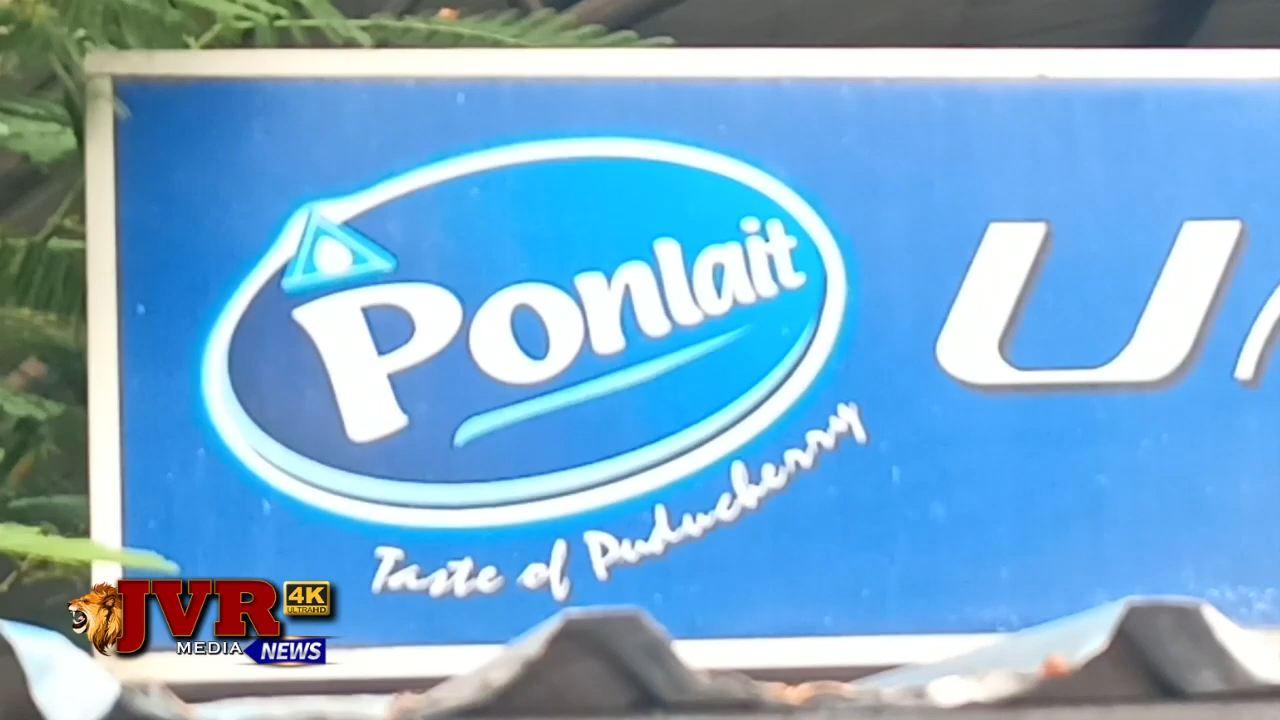 Ponlait
Taste of Puducherry
JVR
MEDIA
NEWS
4K
ULTRAHD